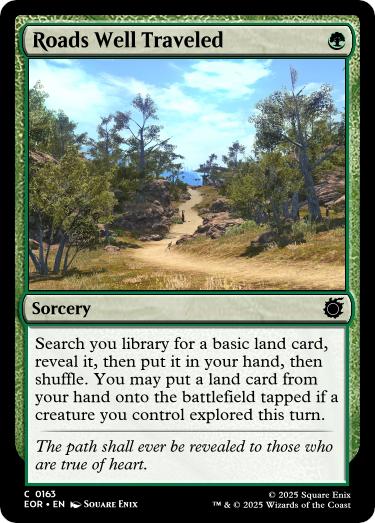 Roads Well Traveled
Sorcery
Search you library for a basic land card,
reveal it, then put it in your hand, then
shuffle. You may put a land card from
your hand onto the battlefield tapped if a
creature you control explored this turn.
The path shall ever be revealed to those who
are true of heart.
C 0163
EOR • EN Square Enix
© 2025 Square Enix
™ & © 2025 Wizards of the Coast